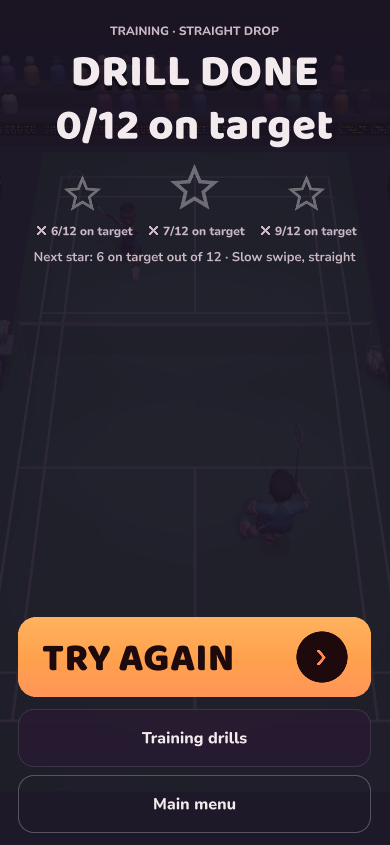 TRAINING · STRAIGHT DROP
DRILL DONE
0/12 on target
✕ 6/12 on target ✕ 7/12 on target ✕ 9/12 on target
Next star: 6 on target out of 12 · Slow swipe, straight
TRY AGAIN
Training drills
Main menu